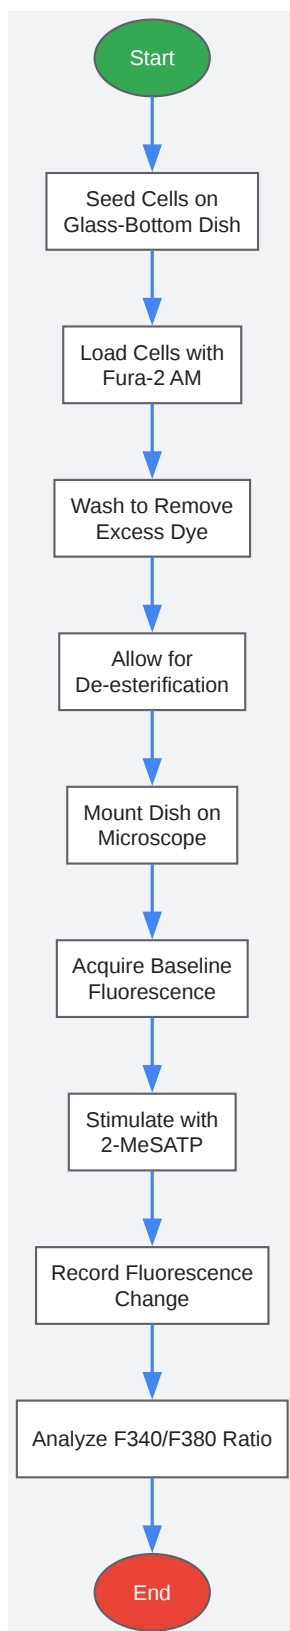 Start
Seed Cells on
Glass-Bottom Dish
Load Cells with
Fura-2 AM
Wash to Remove
Excess Dye
Allow for
De-esterification
Mount Dish on
Microscope
Acquire Baseline
Fluorescence
Stimulate with
2-MeSATP
Record Fluorescence
Change
Analyze F340/F380 Ratio
End